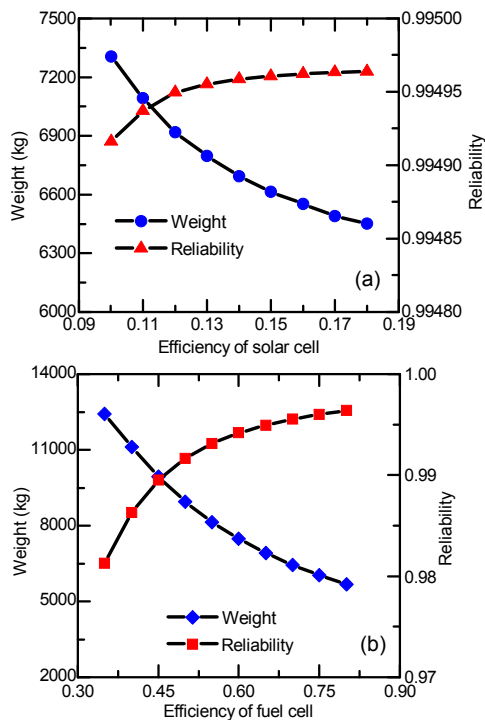 7500
7200
6900
6600
6300
6000
Weight (kg)
0.99500
0.99495
0.99490
0.99485
0.99480
Reliability
Weight
Reliability
(a)
0.09 0.11 0.13 0.15 0.17 0.19
Efficiency of solar cell
14000
11000
8000
5000
2000
Weight (kg)
1.00
0.99
0.98
0.97
Reliability
Weight
Reliability
(b)
0.30 0.45 0.60 0.75 0.90
Efficiency of fuel cell